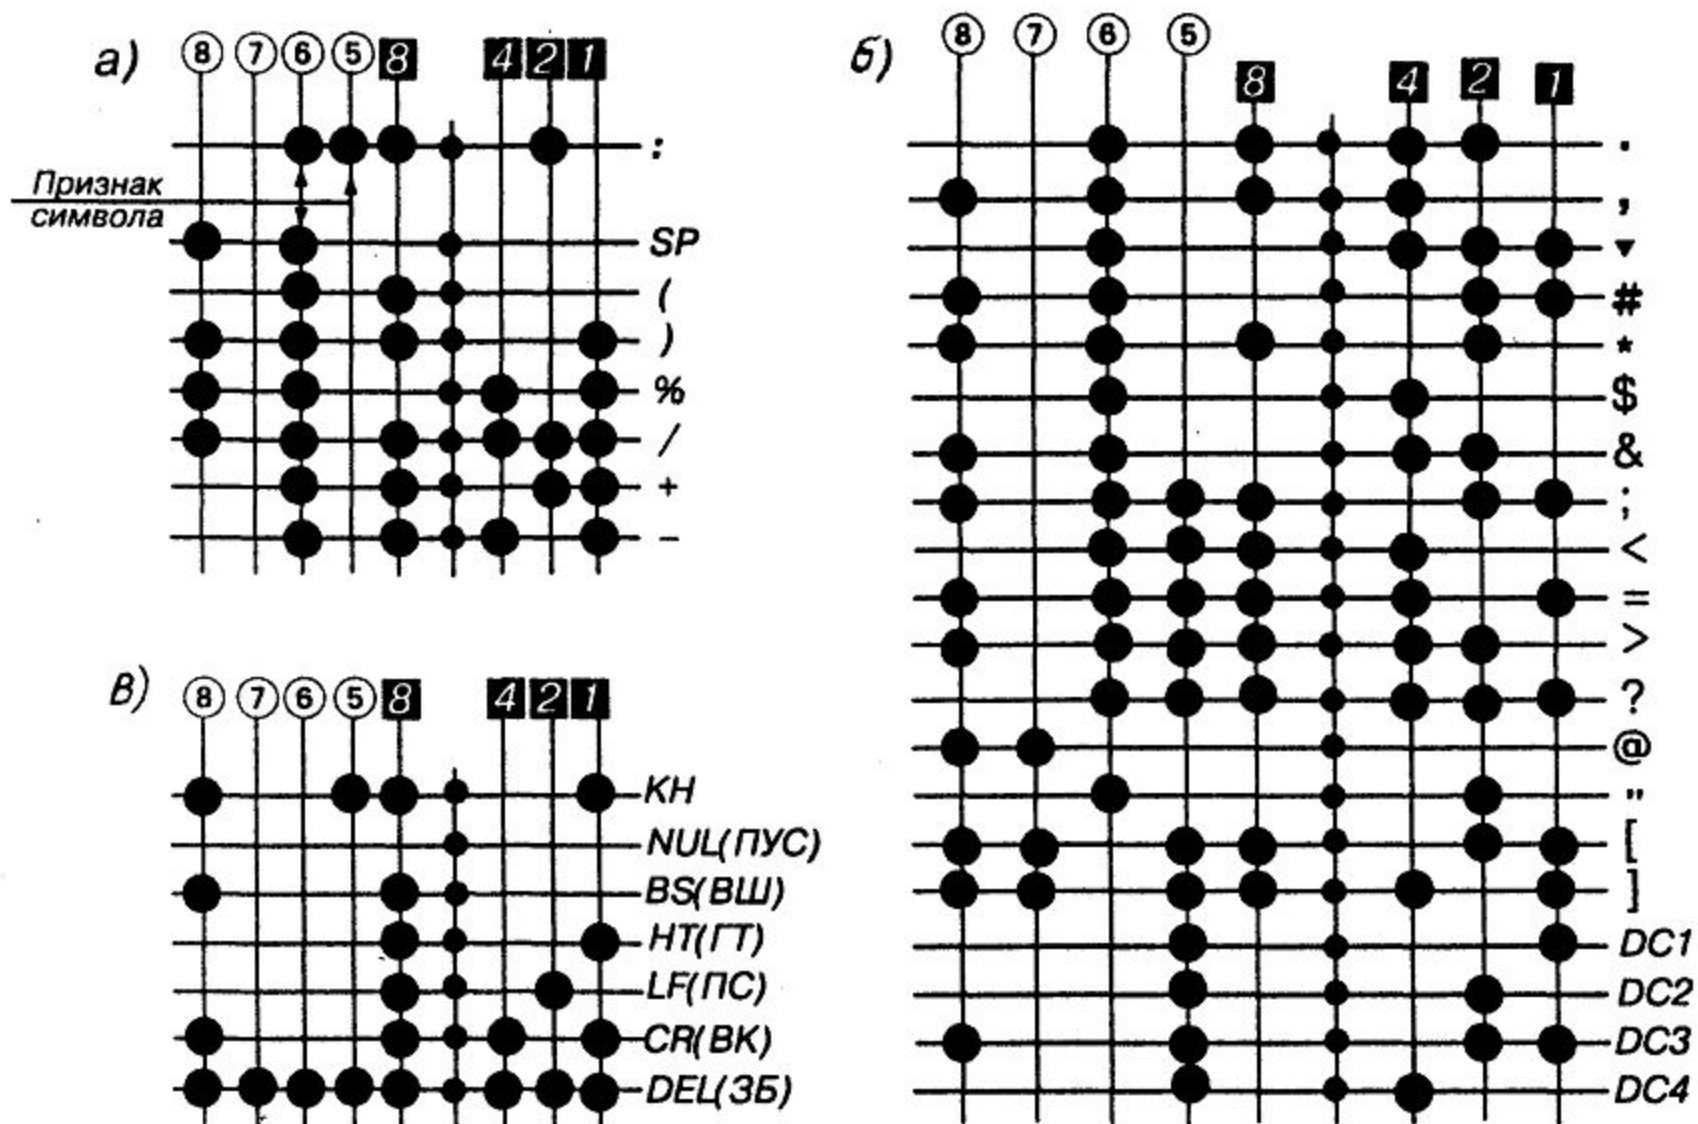 а) 8 7 6 5 8 4 2 1
:
Признак
символа
SP
(
)
%
/
+
–
б) 8 7 6 5 8 4 2 1
.
,
▼
#
*
$
&
;
<
=
>
?
@
"
[
]
DC1
DC2
DC3
DC4
в) 8 7 6 5 8 4 2 1
КН
NUL(ПУС)
BS(ВШ)
HT(ГТ)
LF(ПС)
CR(ВК)
DEL(ЗБ)